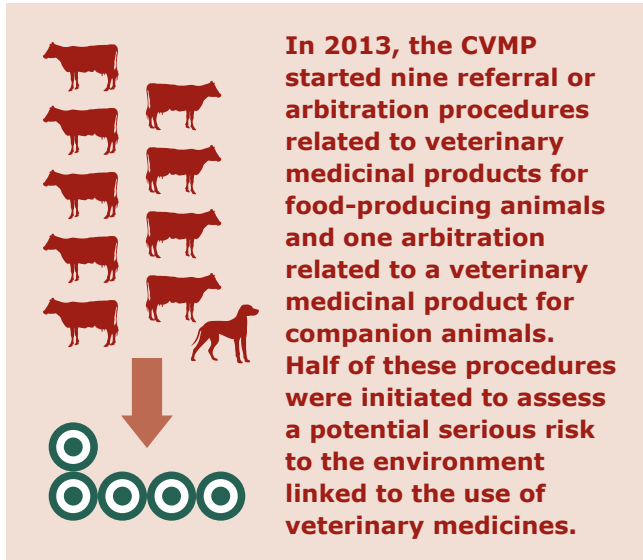 In 2013, the CVMP
started nine referral or
arbitration procedures
related to veterinary
medicinal products for
food-producing animals
and one arbitration
related to a veterinary
medicinal product for
companion animals.
Half of these procedures
were initiated to assess
a potential serious risk
to the environment
linked to the use of
veterinary medicines.